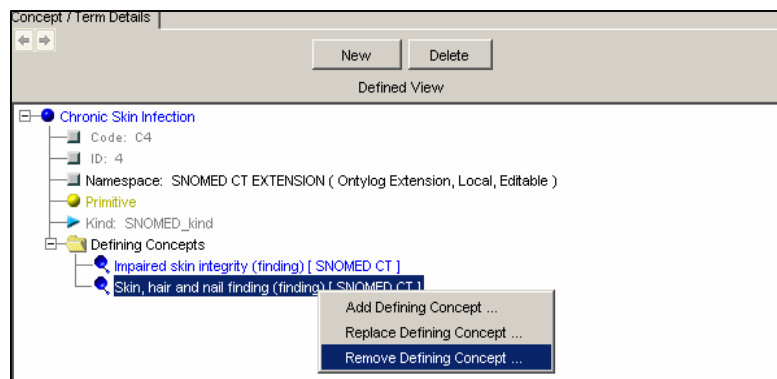 Concept / Term Details
New Delete
Defined View
Chronic Skin Infection
Code: C4
ID: 4
Namespace: SNOMED CT EXTENSION ( Ontylog Extension, Local, Editable )
Primitive
Kind: SNOMED_kind
Defining Concepts
Impaired skin integrity (finding) [ SNOMED CT ]
Skin, hair and nail finding (finding) [ SNOMED CT ]
Add Defining Concept ...
Replace Defining Concept ...
Remove Defining Concept ...